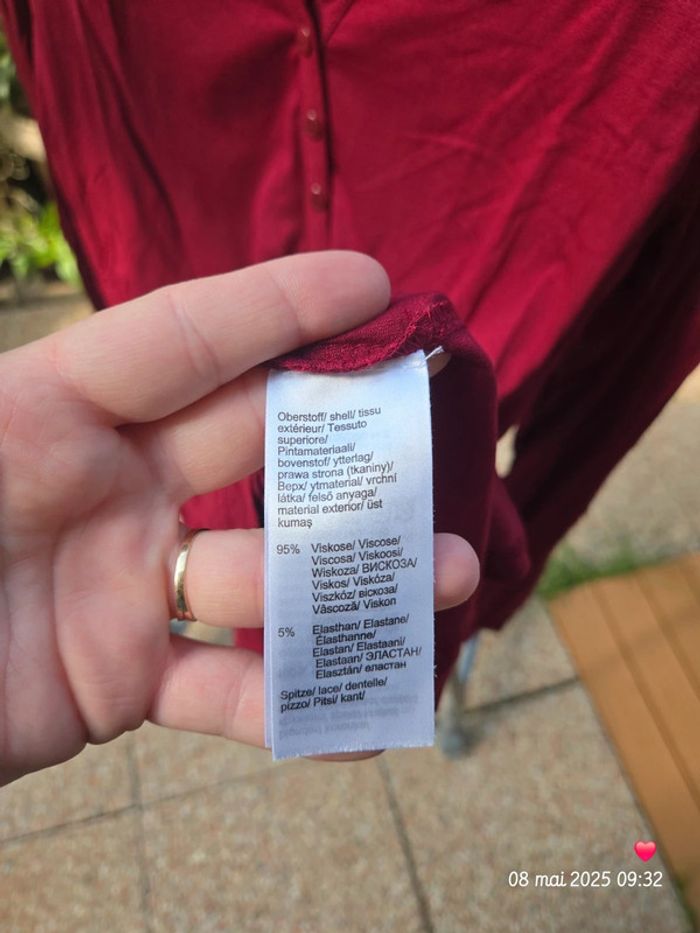 Oberstoff/ shell/ tissu
extérieur/ Tessuto
superiore/
Pintamateriaali/
bovenstof/ ytterlag/
prawa strona (tkaniny)/
Верх/ ytmaterial/ vrchní
látka/ felső anyaga/
material exterior/ üst
kumaş
95% Viskose/ Viscose/
Viscosa/ Viskoosi/
Wiskoza/ ВИСКОЗА/
Viskos/ Viskóza/
Viszkóz/ віскоза/
Vâscoză/ Viskon
5% Elasthan/ Elastane/
Élasthanne/
Elastan/ Elastaani/
Elastaan/ ЭЛАСТАН/
Elasztán/ еластан
Spitze/ lace/ dentelle/
pizzo/ Pitsi/ kant/
08 mai 2025 09:32